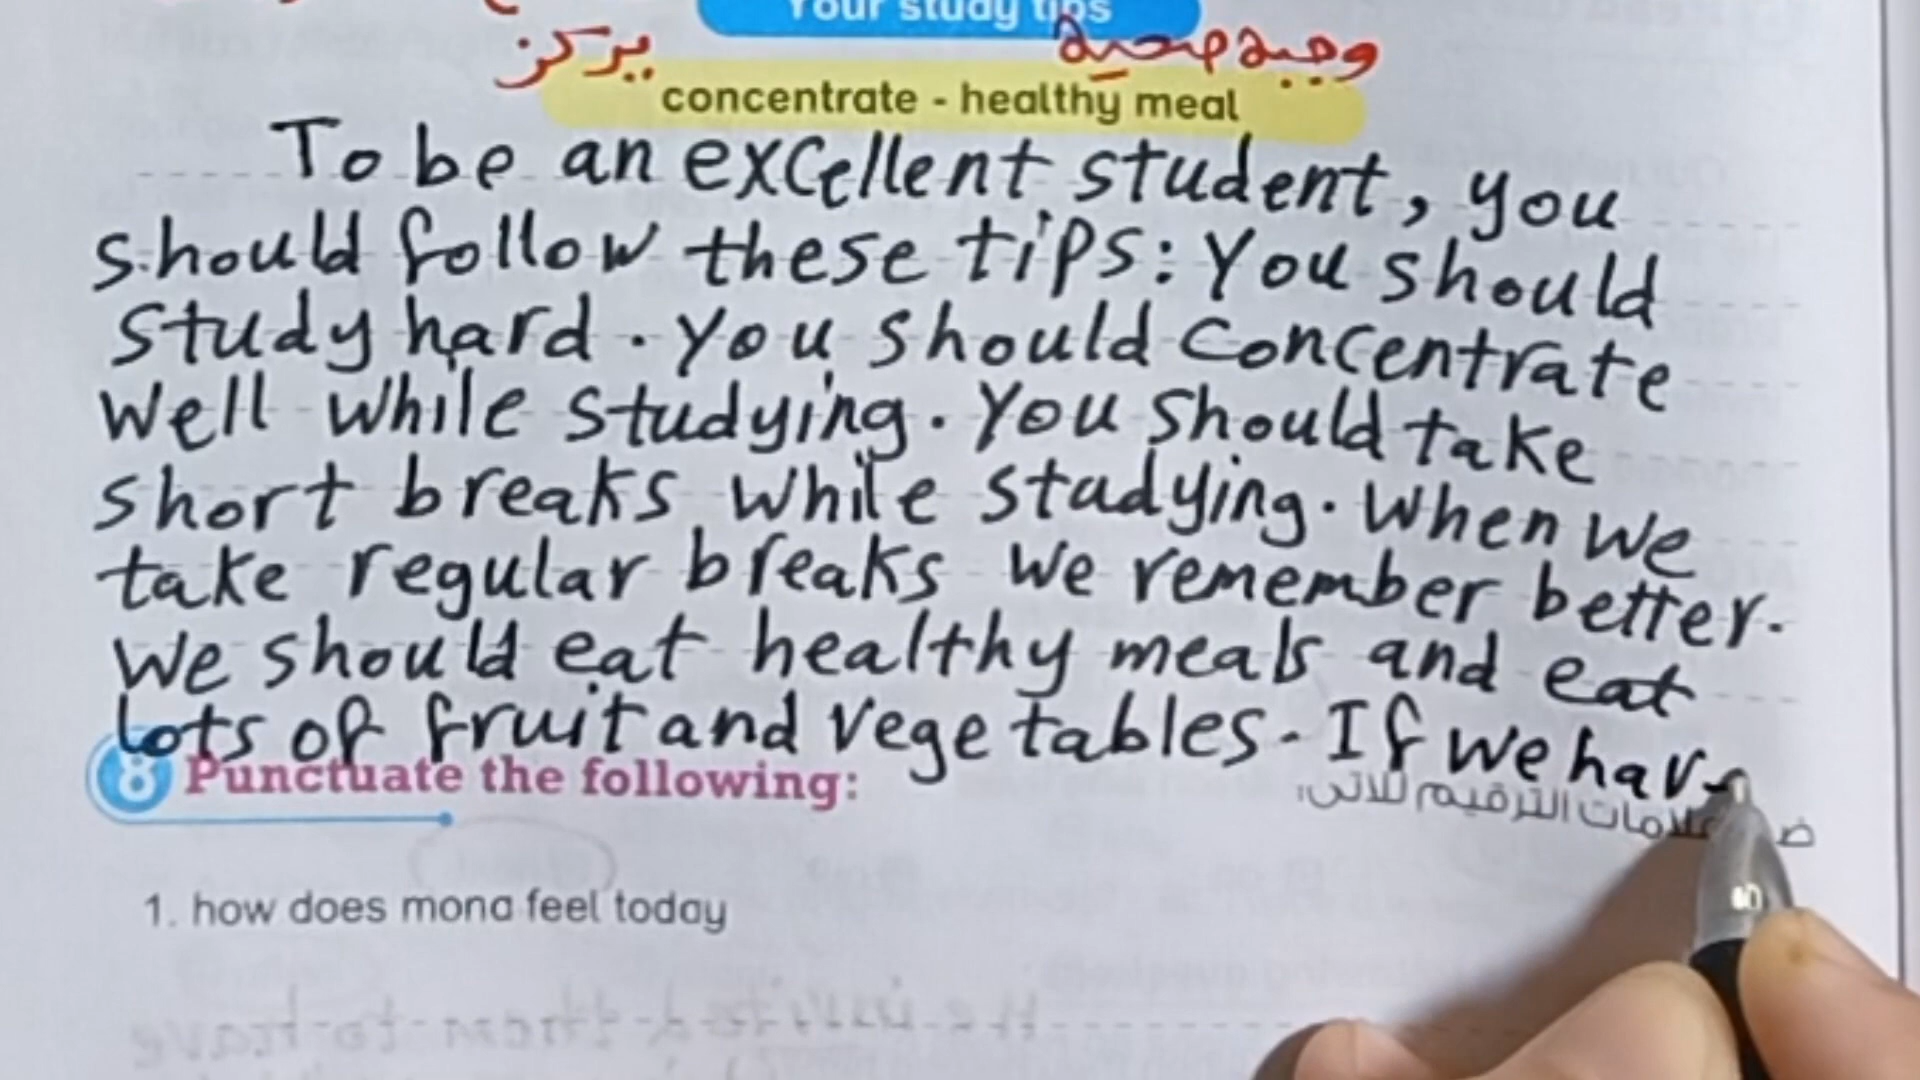 Your study tips
يركز وجبه صحية
concentrate - healthy meal
To be an excellent student, you
should follow these tips: You should
study hard. You should concentrate
well while studying. You should take
short breaks while studying. When we
take regular breaks we remember better.
We should eat healthy meals and eat
lots of fruit and vegetables. If we have
8 Punctuate the following:
علامات الترقيم للآتي:
1. how does mona feel today